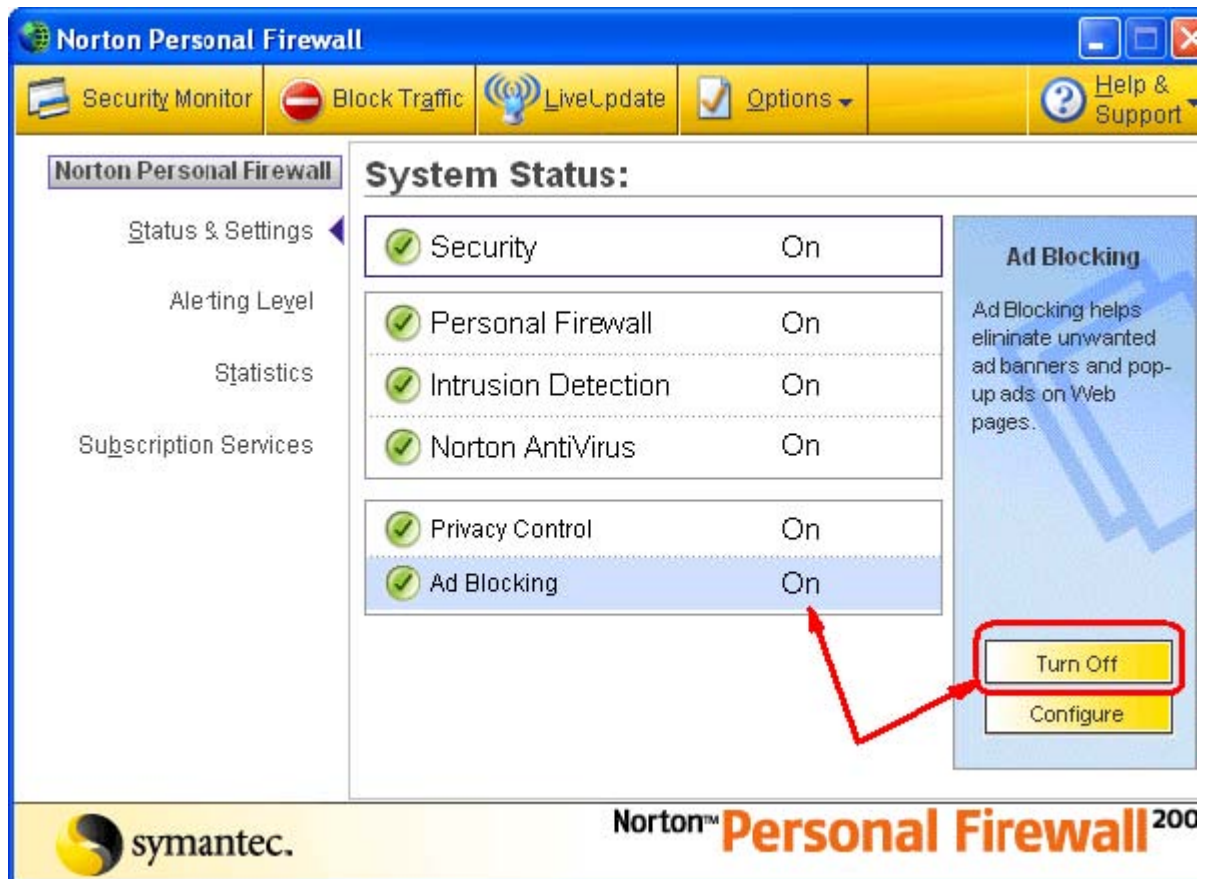 Norton Personal Firewall
Security Monitor
Block Traffic
LiveUpdate
Options
Help &
Support
Norton Personal Firewall
Status & Settings
Alerting Level
Statistics
Subscription Services
System Status:
Security On
Personal Firewall On
Intrusion Detection On
Norton AntiVirus On
Privacy Control On
Ad Blocking On
Ad Blocking
Ad Blocking helps
elininate unwanted
ad banners and pop-
up ads on Web
pages.
Turn Off
Configure
symantec.
Norton™ Personal Firewall 200